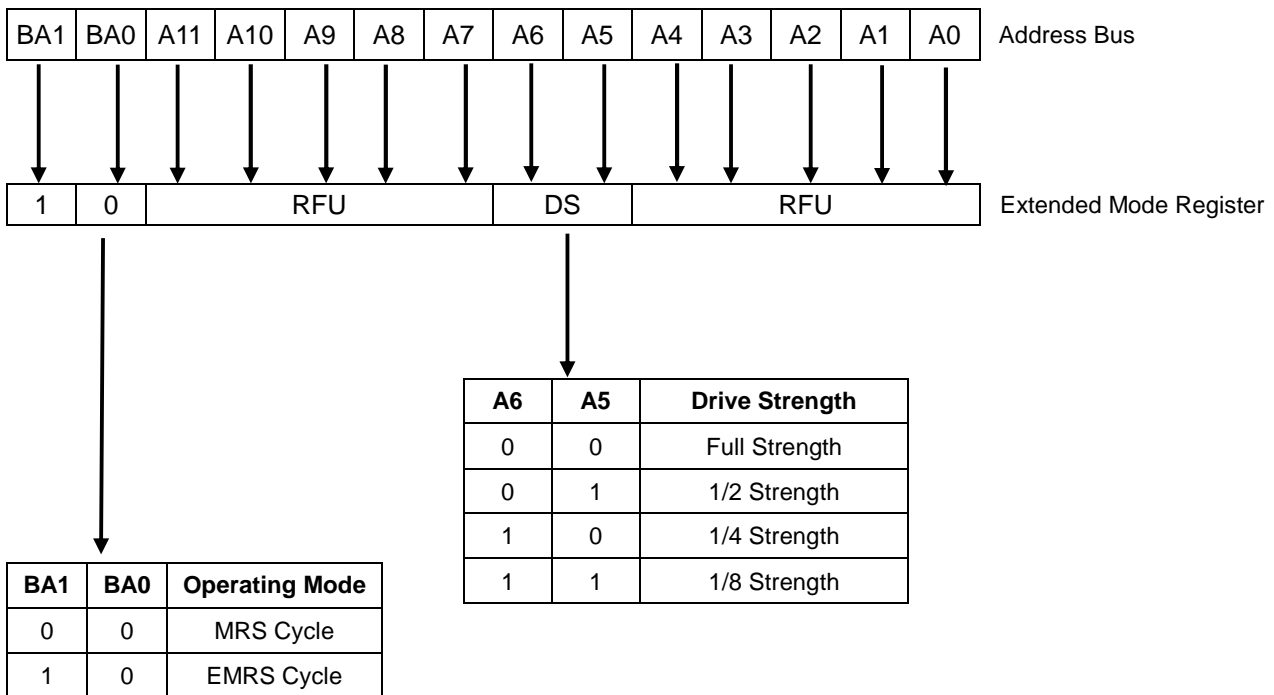 BA1 BA0 A11 A10 A9 A8 A7 A6 A5 A4 A3 A2 A1 A0 Address Bus
1 0 RFU DS RFU Extended Mode Register
A6 A5 Drive Strength
0 0 Full Strength
0 1 1/2 Strength
1 0 1/4 Strength
1 1 1/8 Strength
BA1 BA0 Operating Mode
0 0 MRS Cycle
1 0 EMRS Cycle